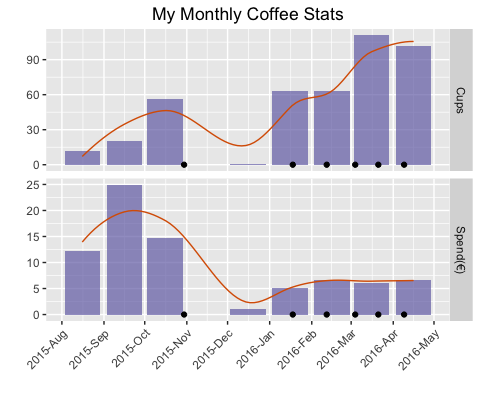 My Monthly Coffee Stats
90
60
30
0
Cups
25
20
15
10
5
0
Spend(€)
2015-Aug
2015-Sep
2015-Oct
2015-Nov
2015-Dec
2016-Jan
2016-Feb
2016-Mar
2016-Apr
2016-May